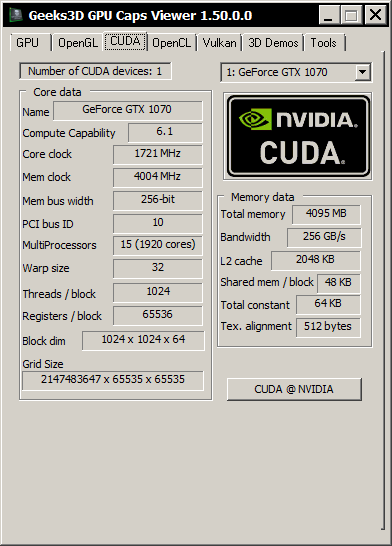 Geeks3D GPU Caps Viewer 1.50.0.0
GPU OpenGL CUDA OpenCL Vulkan 3D Demos Tools
Number of CUDA devices: 1
1: GeForce GTX 1070
Core data
Name GeForce GTX 1070
Compute Capability 6.1
Core clock 1721 MHz
Mem clock 4004 MHz
Mem bus width 256-bit
PCI bus ID 10
MultiProcessors 15 (1920 cores)
Warp size 32
Threads / block 1024
Registers / block 65536
Block dim 1024 x 1024 x 64
Grid Size
2147483647 x 65535 x 65535
NVIDIA
CUDA.
Memory data
Total memory 4095 MB
Bandwidth 256 GB/s
L2 cache 2048 KB
Shared mem / block 48 KB
Total constant 64 KB
Tex. alignment 512 bytes
CUDA @ NVIDIA